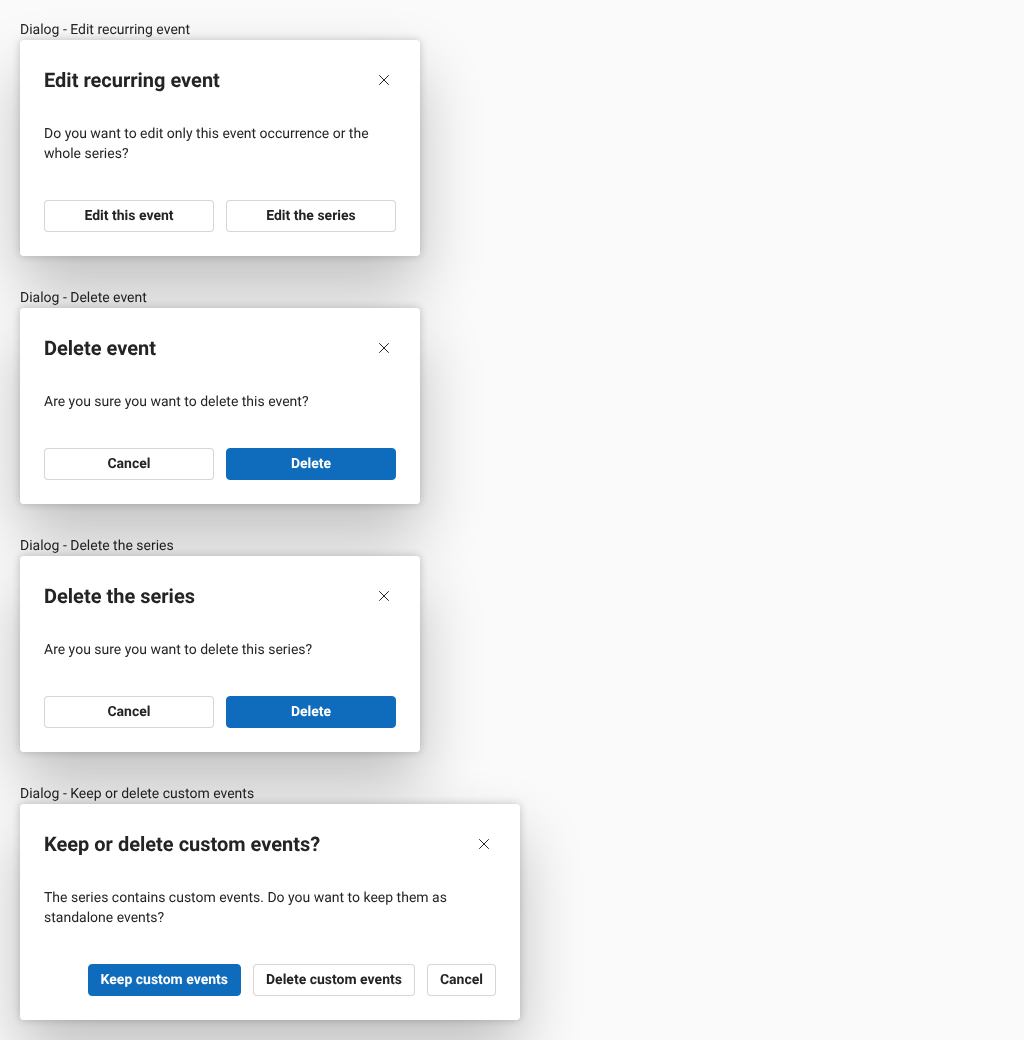 Dialog - Edit recurring event
Edit recurring event
Do you want to edit only this event occurrence or the
whole series?
Edit this event
Edit the series
Dialog - Delete event
Delete event
Are you sure you want to delete this event?
Cancel
Delete
Dialog - Delete the series
Delete the series
Are you sure you want to delete this series?
Cancel
Delete
Dialog - Keep or delete custom events
Keep or delete custom events?
The series contains custom events. Do you want to keep them as
standalone events?
Keep custom events
Delete custom events
Cancel